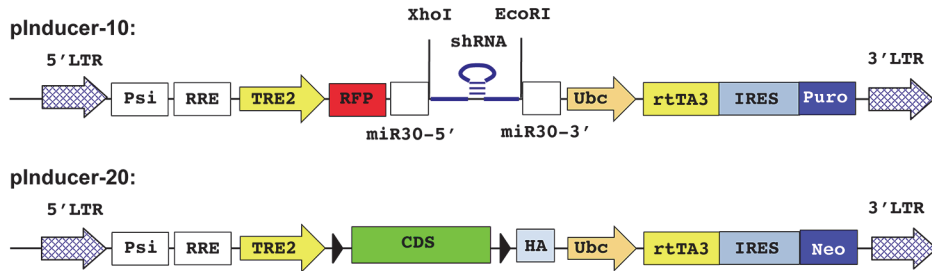 pInducer-10:
XhoI EcoRI
5'LTR shRNA 3'LTR
Psi RRE TRE2 RFP Ubc rtTA3 IRES Puro
miR30-5' miR30-3'
pInducer-20:
5'LTR 3'LTR
Psi RRE TRE2 CDS HA Ubc rtTA3 IRES Neo